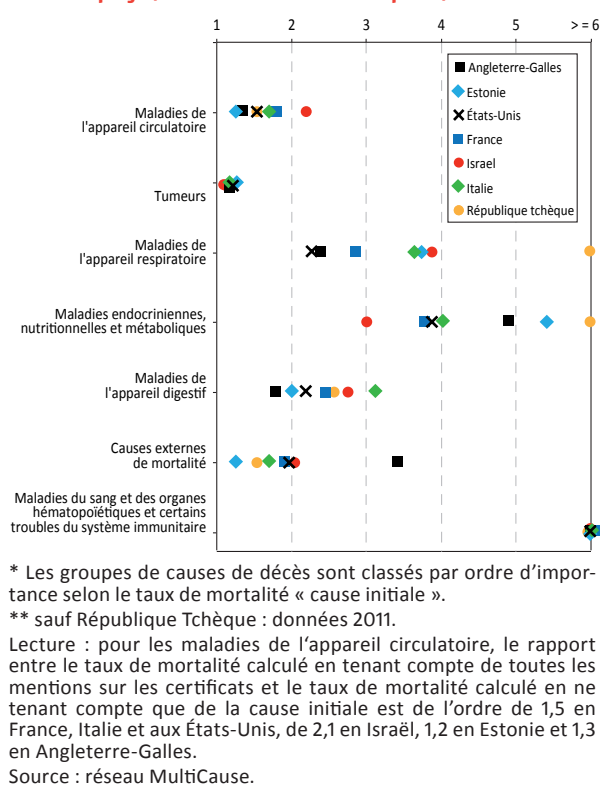 1 2 3 4 5 > = 6
Angleterre-Galles
Estonie
États-Unis
France
Israel
Italie
République tchèque
Maladies de
l'appareil circulatoire
Tumeurs
Maladies de
l'appareil respiratoire
Maladies endocriniennes,
nutritionnelles et métaboliques
Maladies de
l'appareil digestif
Causes externes
de mortalité
Maladies du sang et des organes
hématopoïétiques et certains
troubles du système immunitaire
* Les groupes de causes de décès sont classés par ordre d'impor-
tance selon le taux de mortalité « cause initiale ».
** sauf République Tchèque : données 2011.
Lecture : pour les maladies de l'appareil circulatoire, le rapport
entre le taux de mortalité calculé en tenant compte de toutes les
mentions sur les certificats et le taux de mortalité calculé en ne
tenant compte que de la cause initiale est de l'ordre de 1,5 en
France, Italie et aux États-Unis, de 2,1 en Israël, 1,2 en Estonie et 1,3
en Angleterre-Galles.
Source : réseau MultiCause.